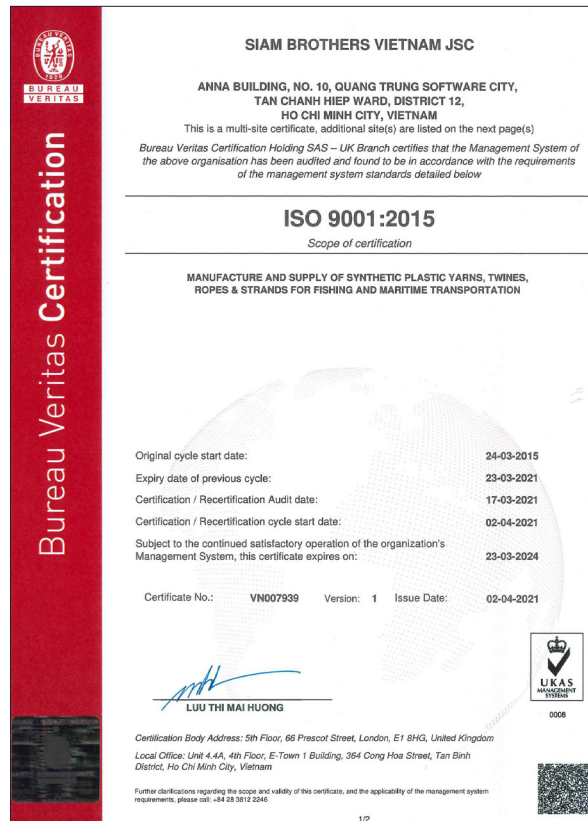 BUREAU VERITAS
1828
BUREAU
VERITAS
Bureau Veritas Certification
SIAM BROTHERS VIETNAM JSC
ANNA BUILDING, NO. 10, QUANG TRUNG SOFTWARE CITY,
TAN CHANH HIEP WARD, DISTRICT 12,
HO CHI MINH CITY, VIETNAM
This is a multi-site certificate, additional site(s) are listed on the next page(s)
Bureau Veritas Certification Holding SAS – UK Branch certifies that the Management System of
the above organisation has been audited and found to be in accordance with the requirements
of the management system standards detailed below
ISO 9001:2015
Scope of certification
MANUFACTURE AND SUPPLY OF SYNTHETIC PLASTIC YARNS, TWINES,
ROPES & STRANDS FOR FISHING AND MARITIME TRANSPORTATION
Original cycle start date: 24-03-2015
Expiry date of previous cycle: 23-03-2021
Certification / Recertification Audit date: 17-03-2021
Certification / Recertification cycle start date: 02-04-2021
Subject to the continued satisfactory operation of the organization's
Management System, this certificate expires on: 23-03-2024
Certificate No.: VN007939 Version: 1 Issue Date: 02-04-2021
LUU THI MAI HUONG
UKAS
MANAGEMENT
SYSTEMS
0008
Certification Body Address: 5th Floor, 66 Prescot Street, London, E1 8HG, United Kingdom
Local Office: Unit 4.4A, 4th Floor, E-Town 1 Building, 364 Cong Hoa Street, Tan Binh
District, Ho Chi Minh City, Vietnam
Further clarifications regarding the scope and validity of this certificate, and the applicability of the management system
requirements, please call: +84 28 3812 2246
1/2